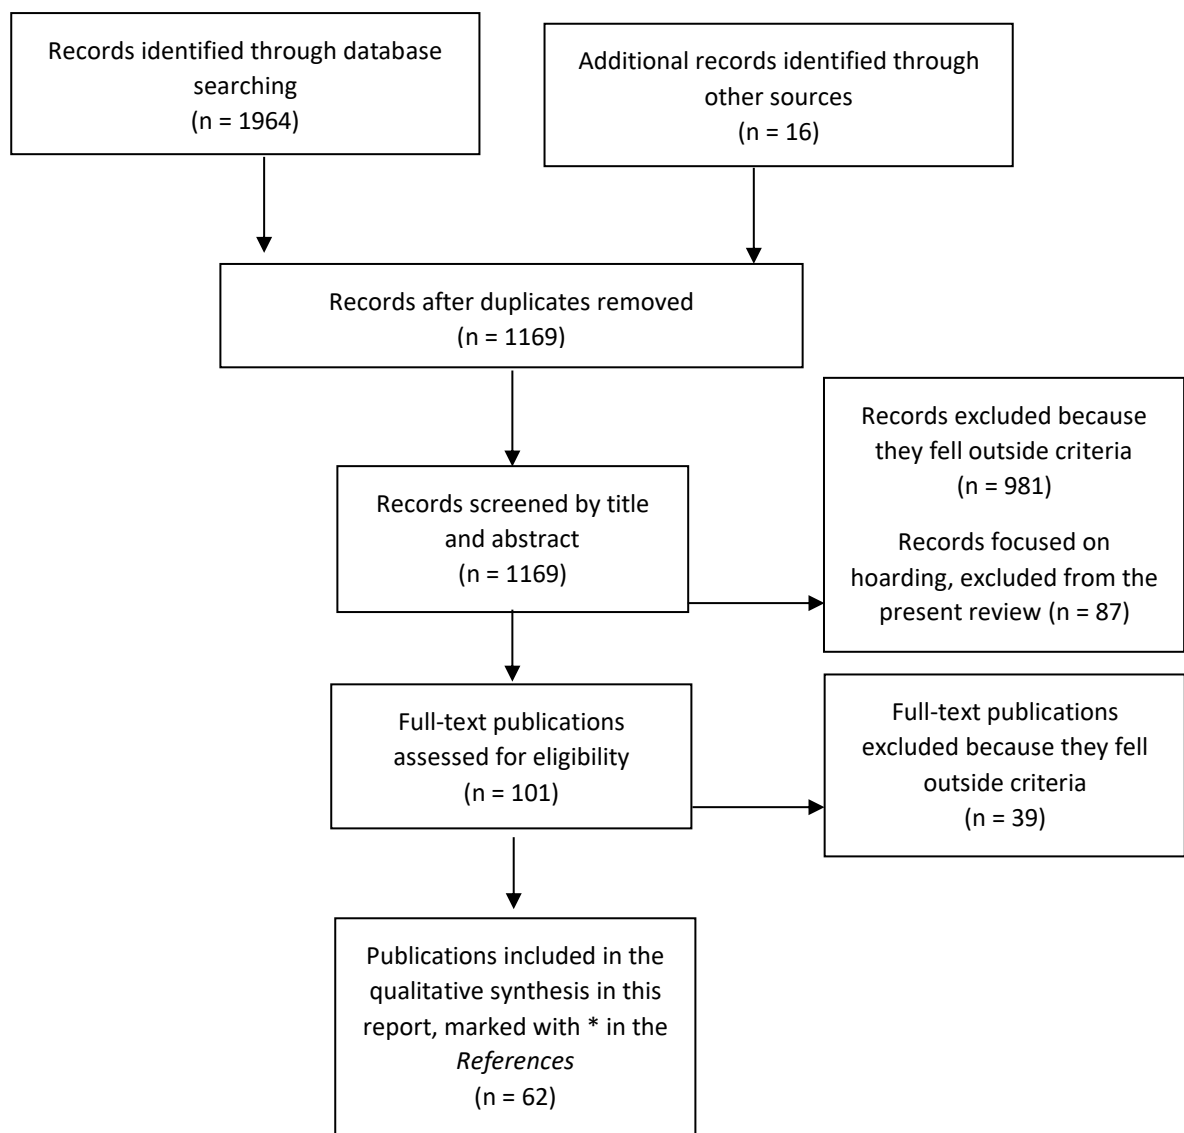 Records identified through database
searching
(n = 1964)
Additional records identified through
other sources
(n = 16)
Records after duplicates removed
(n = 1169)
Records screened by title
and abstract
(n = 1169)
Records excluded because
they fell outside criteria
(n = 981)
Records focused on
hoarding, excluded from the
present review (n = 87)
Full-text publications
assessed for eligibility
(n = 101)
Full-text publications
excluded because they fell
outside criteria
(n = 39)
Publications included in the
qualitative synthesis in this
report, marked with * in the
References
(n = 62)